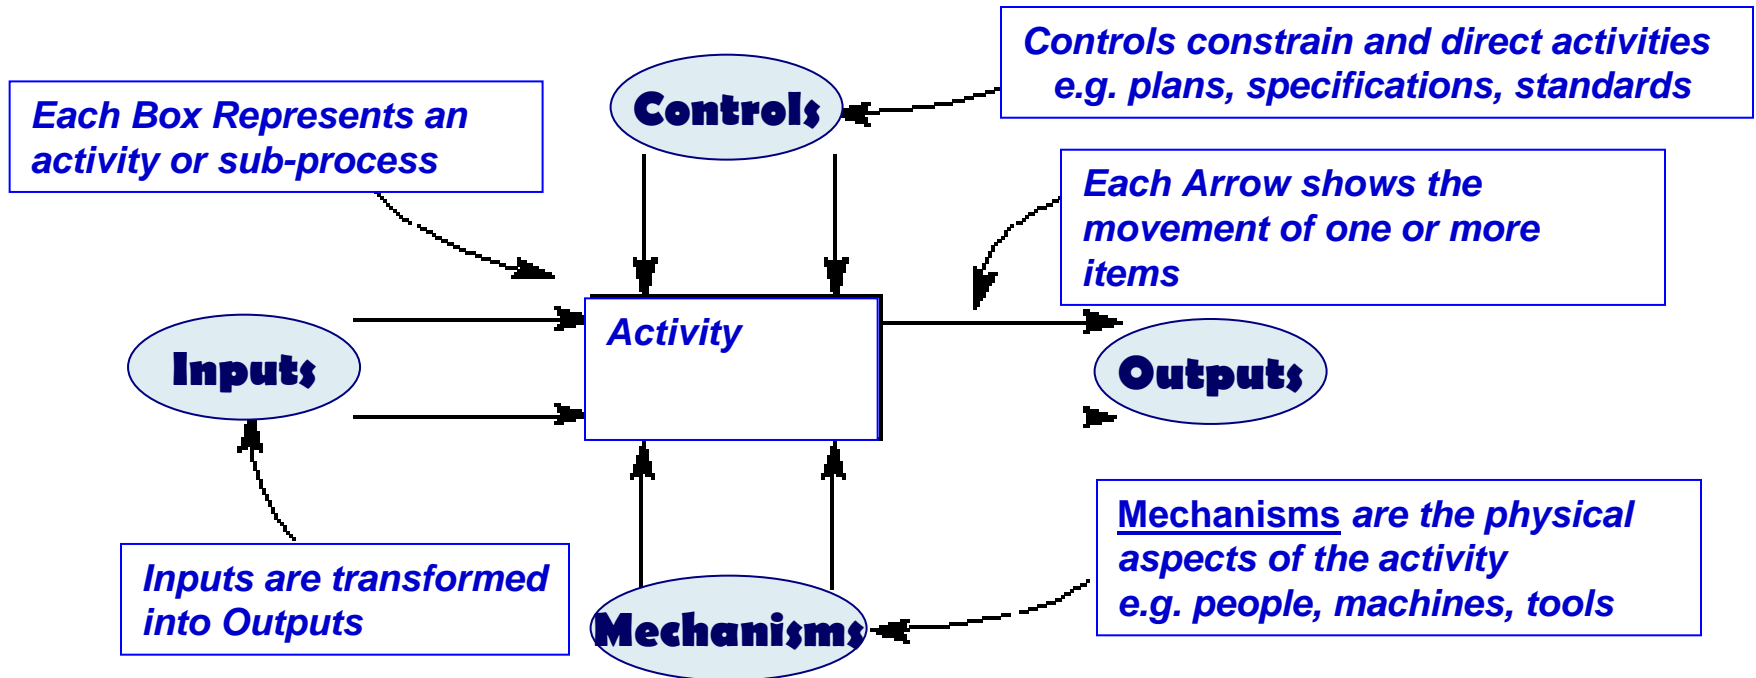 Controls constrain and direct activities
e.g. plans, specifications, standards
Controls
Each Box Represents an
activity or sub-process
Each Arrow shows the
movement of one or more
items
Activity
Inputs
Outputs
Mechanisms are the physical
aspects of the activity
e.g. people, machines, tools
Inputs are transformed
into Outputs
Mechanisms